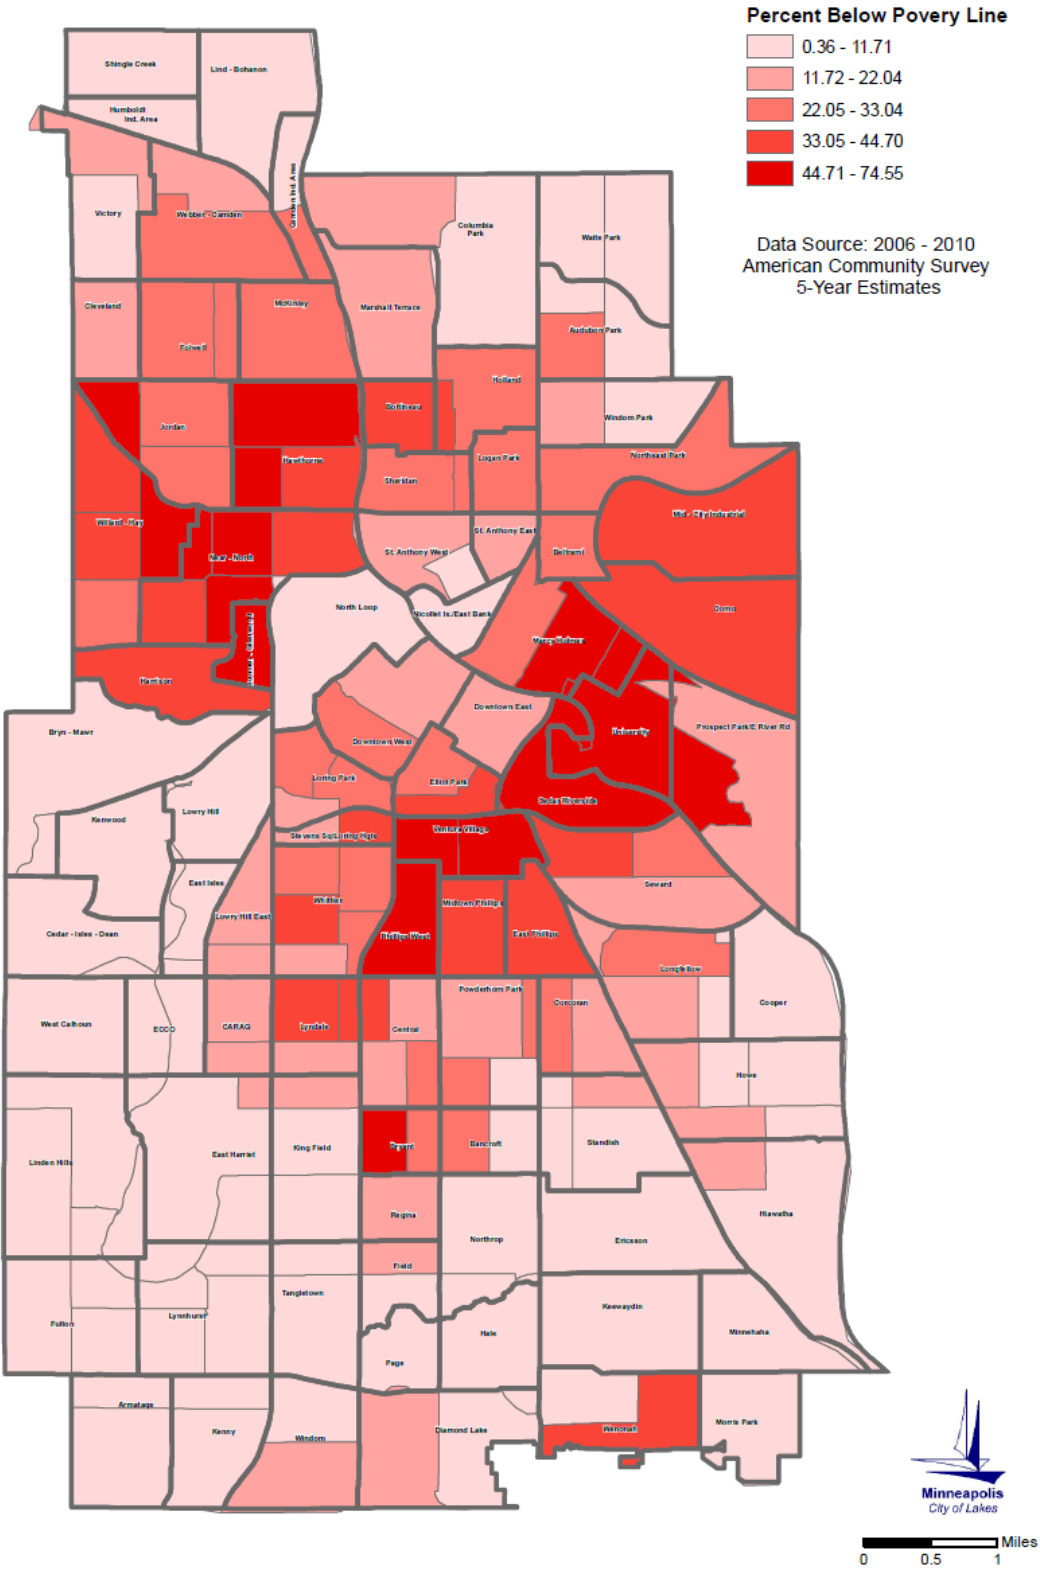 Percent Below Povery Line
0.36 - 11.71
11.72 - 22.04
22.05 - 33.04
33.05 - 44.70
44.71 - 74.55
Data Source: 2006 - 2010
American Community Survey
5-Year Estimates
Shingle Creek
Lind - Bohanon
Humboldt
Ind. Area
Camden Ind. Area
Victory
Webber - Camden
Columbia
Park
Waite Park
Cleveland
McKinley
Marshall Terrace
Folwell
Audubon Park
Holland
Bottineau
Jordan
Windom Park
Hawthorne
Logan Park
Northeast Park
Sheridan
Willard - Hay
Mid - City Industrial
St. Anthony East
St. Anthony West
Beltrami
Near - North
North Loop
Nicollet Is./East Bank
Como
Marcy Holmes
Harrison
Downtown East
Bryn - Mawr
University
Prospect Park/E River Rd
Downtown West
Loring Park
Elliot Park
Cedar Riverside
Lowry Hill
Kenwood
Stevens Sq/Loring Hgts
Ventura Village
East Isles
Seward
Whittier
Midtown Phillips
Lowry Hill East
Cedar - Isles - Dean
Phillips West
East Phillips
Longfellow
Powderhorn Park
Corcoran
Cooper
West Calhoun
ECCO
CARAG
Lyndale
Central
Howe
Linden Hills
East Harriet
King Field
Bryant
Bancroft
Standish
Regina
Hiawatha
Northrop
Ericsson
Field
Tangletown
Keewaydin
Fulton
Lynnhurst
Hale
Minnehaha
Page
Armatage
Kenny
Windom
Diamond Lake
Wenonah
Morris Park
Minneapolis
City of Lakes
Miles
0 0.5 1